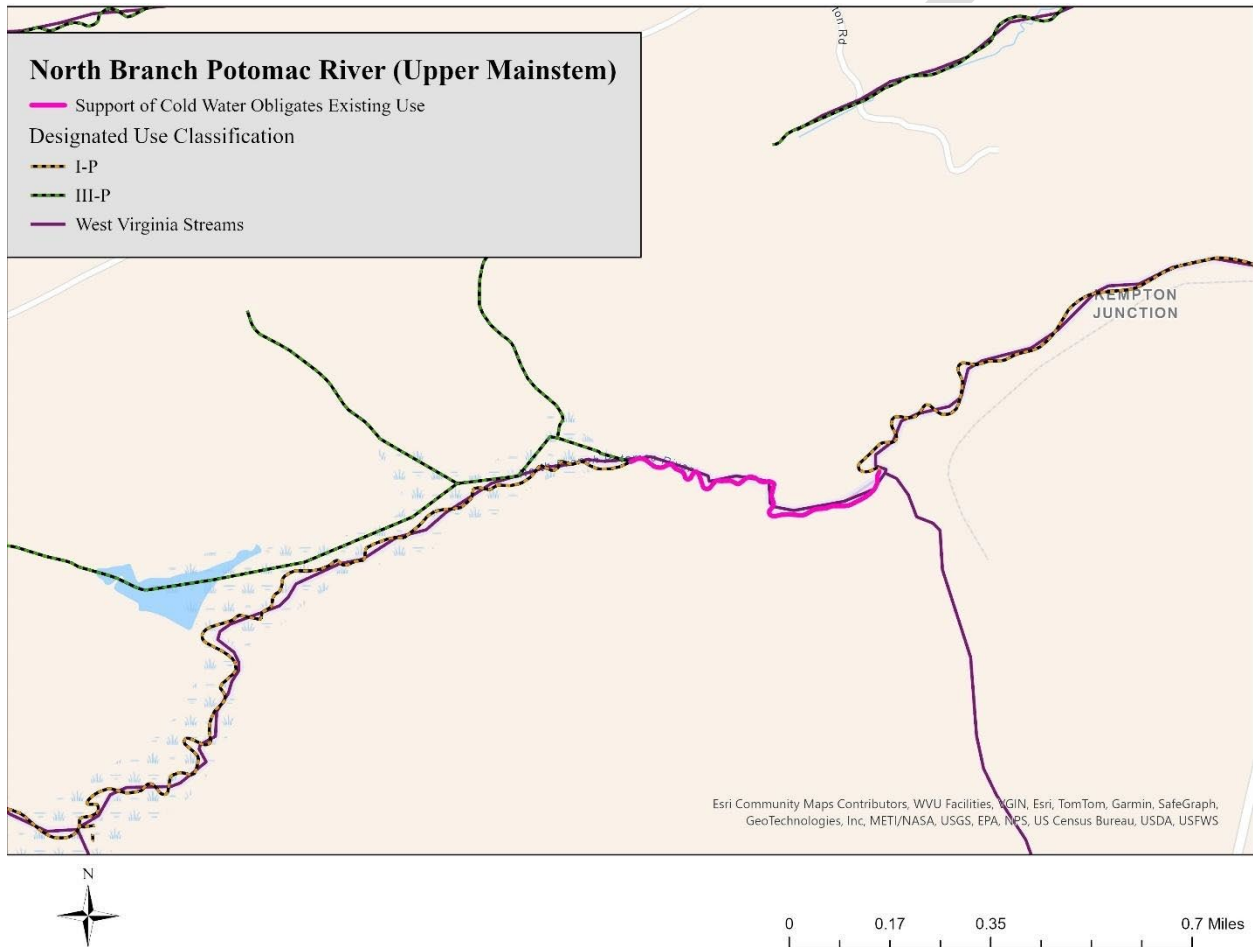 ton Rd
North Branch Potomac River (Upper Mainstem)
Support of Cold Water Obligates Existing Use
Designated Use Classification
I-P
III-P
West Virginia Streams
KEMPTON
JUNCTION
Esri Community Maps Contributors, WVU Facilities, VGIN, Esri, TomTom, Garmin, SafeGraph,
GeoTechnologies, Inc, METI/NASA, USGS, EPA, NPS, US Census Bureau, USDA, USFWS
N
0 0.17 0.35 0.7 Miles